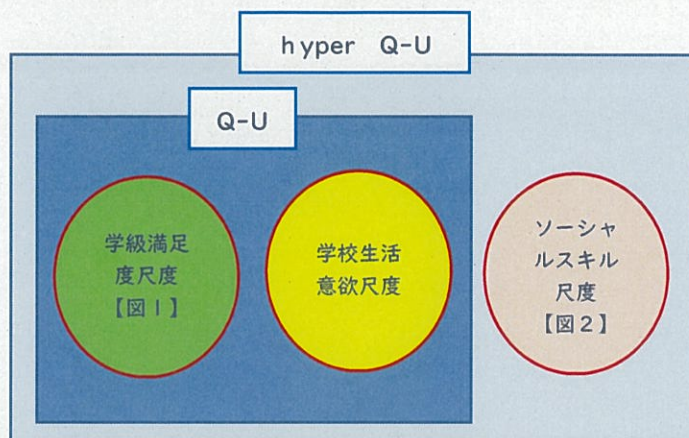 hyper Q-U
Q-U
学級満足
度尺度
【図1】
学校生活
意欲尺度
ソーシャ
ルスキル
尺度
【図2】